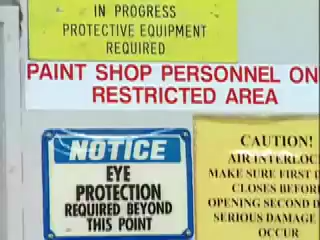 IN PROGRESS
PROTECTIVE EQUIPMENT
REQUIRED
PAINT SHOP PERSONNEL ON
RESTRICTED AREA
NOTICE
EYE
PROTECTION
REQUIRED BEYOND
THIS POINT
CAUTION!
AIR INTERLOC
MAKE SURE FIRST D
CLOSES BEFOR
OPENING SECOND D
SERIOUS DAMAGE
OCCUR